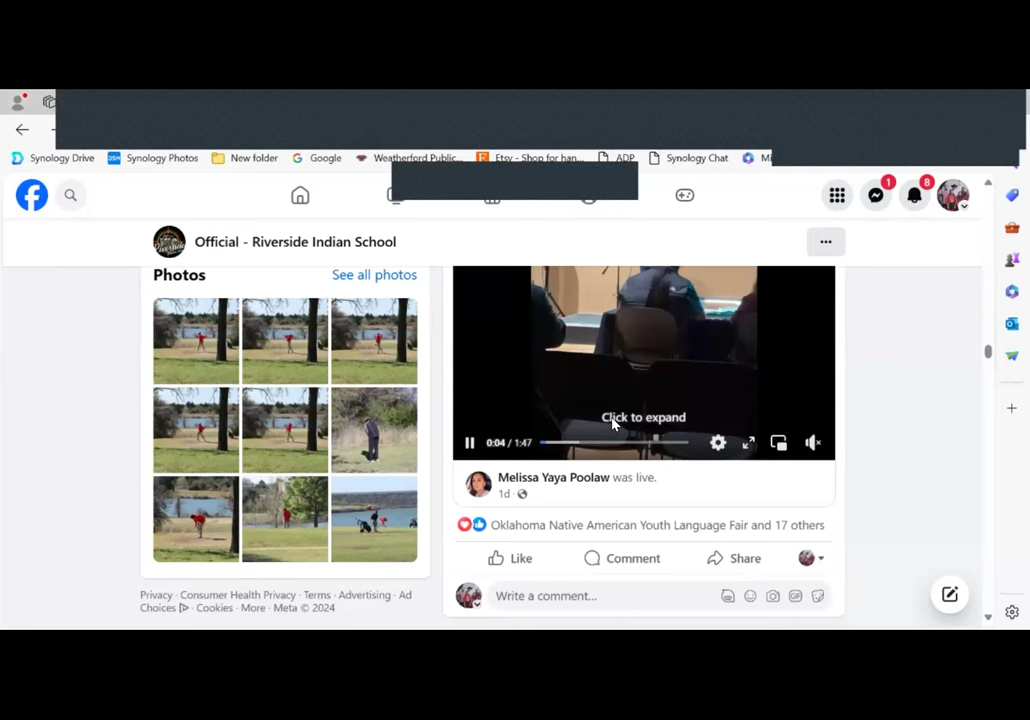 Synology Drive
DSM Synology Photos
New folder
Google
Weatherford Public...
Etsy - Shop for han...
ADP
Synology Chat
1
8
Official - Riverside Indian School
Photos
See all photos
Click to expand
0:04 / 1:47
Melissa Yaya Poolaw was live.
1d ·
Oklahoma Native American Youth Language Fair and 17 others
Like
Comment
Share
Write a comment...
GIF
Privacy · Consumer Health Privacy · Terms · Advertising · Ad
Choices · Cookies · More · Meta © 2024